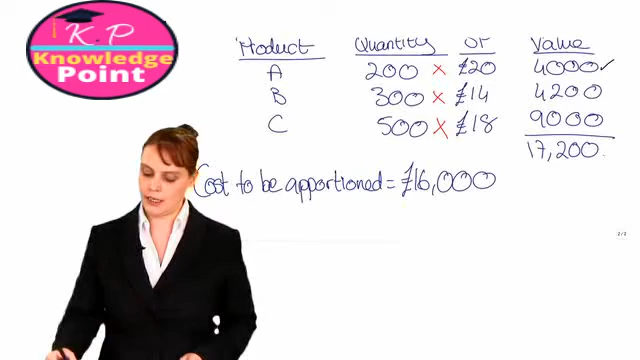 K.P
Knowledge
Point
Product Quantity Value
A 200 × £20 4000✓
B 300 × £14 4200
C 500 × £18 9000
17,200.
Cost to be apportioned = £16,000
2/2